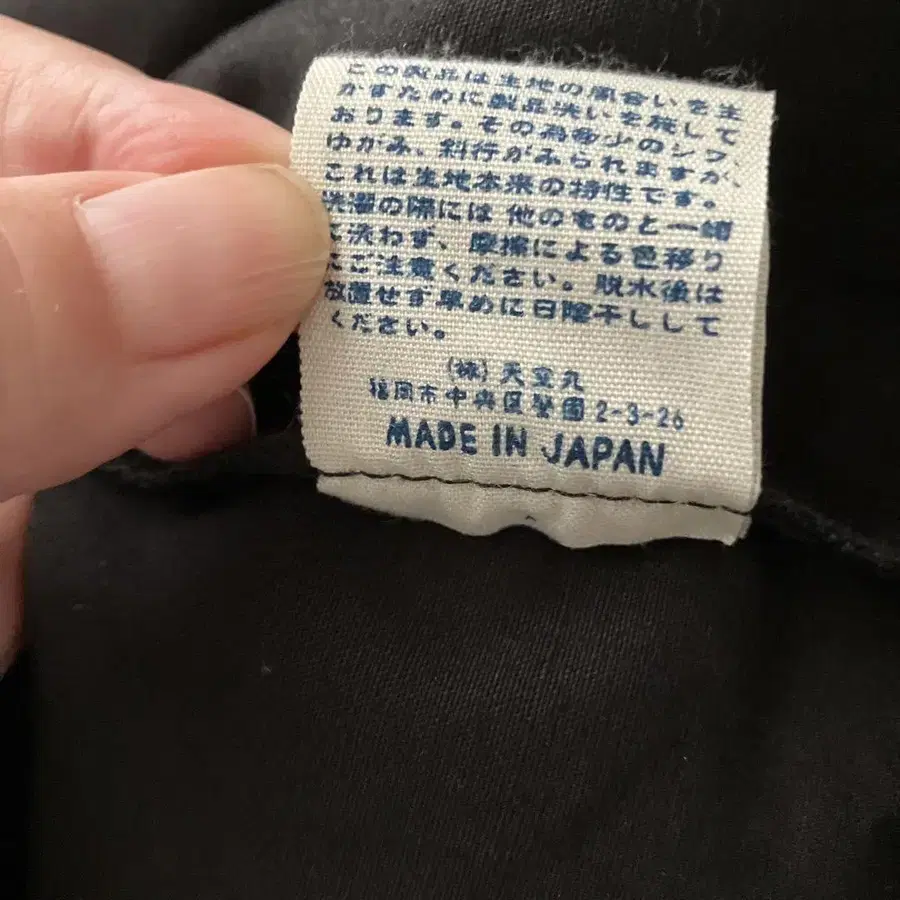 この製品は生地の風合いを生
かすために製品洗いを施して
おります。その為多少のシワ、
ゆがみ、斜行がみられますが、
これは生地本来の特性です。
洗濯の際には他のものと一緒
に洗わず、摩擦による色移り
にご注意ください。脱水後は
放置せず早めに日陰干しして
ください。
(株)天空丸
福岡市中央区警固2-3-26
MADE IN JAPAN